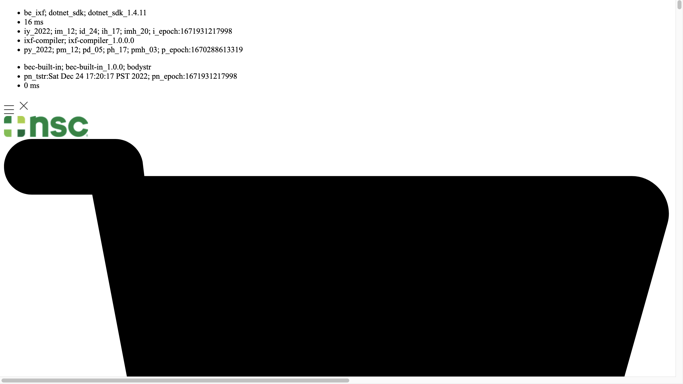 be_ixf; dotnet_sdk; dotnet_sdk_1.4.11
16 ms
iy_2022; im_12; id_24; ih_17; imh_20; i_epoch:1671931217998
ixf-compiler; ixf-compiler_1.0.0.0
py_2022; pm_12; pd_05; ph_17; pmh_03; p_epoch:1670288613319
bec-built-in; bec-built-in_1.0.0; bodystr
pn_tstr:Sat Dec 24 17:20:17 PST 2022; pn_epoch:1671931217998
0 ms
nsc